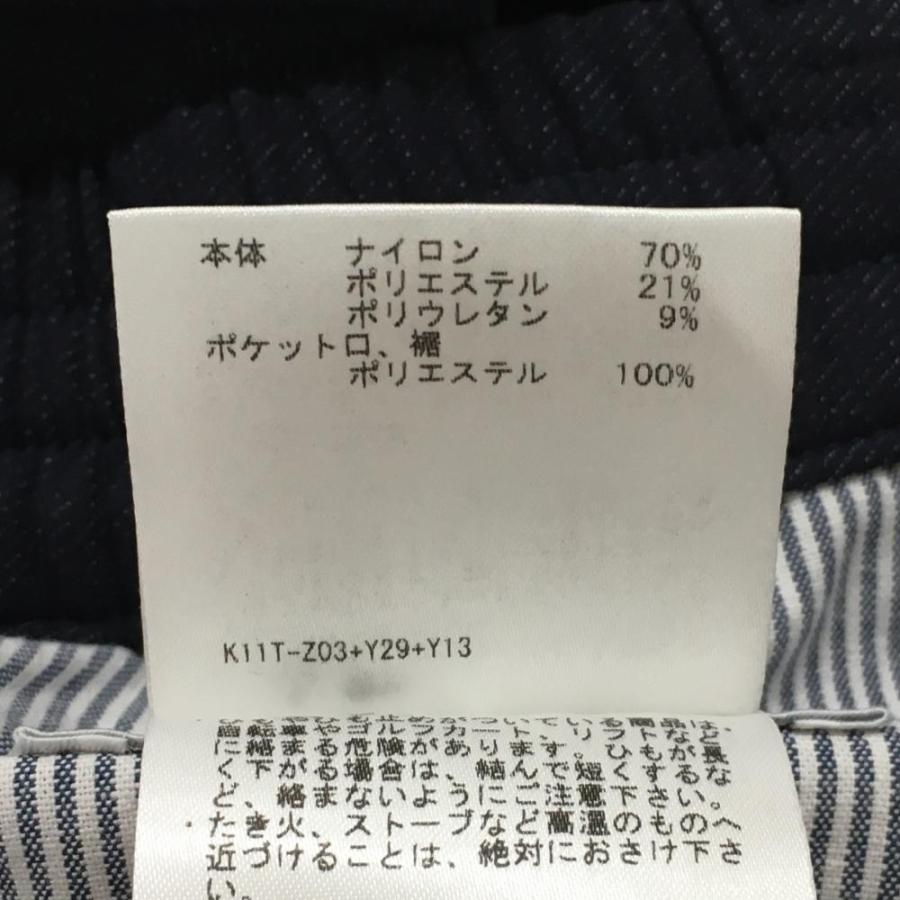 本体 ナイロン 70%
ポリエステル 21%
ポリウレタン 9%
ポケット口、裾
ポリエステル 100%
K11T-Z03+Y29+Y13
に絡まる危険があります。ひもが長
く下がる場合は、結んで短くするな
ど、絡まないようにご注意下さい。
・たき火、ストーブなど高温のもの へ
近づけることは、絶対におさけ下さ
い。